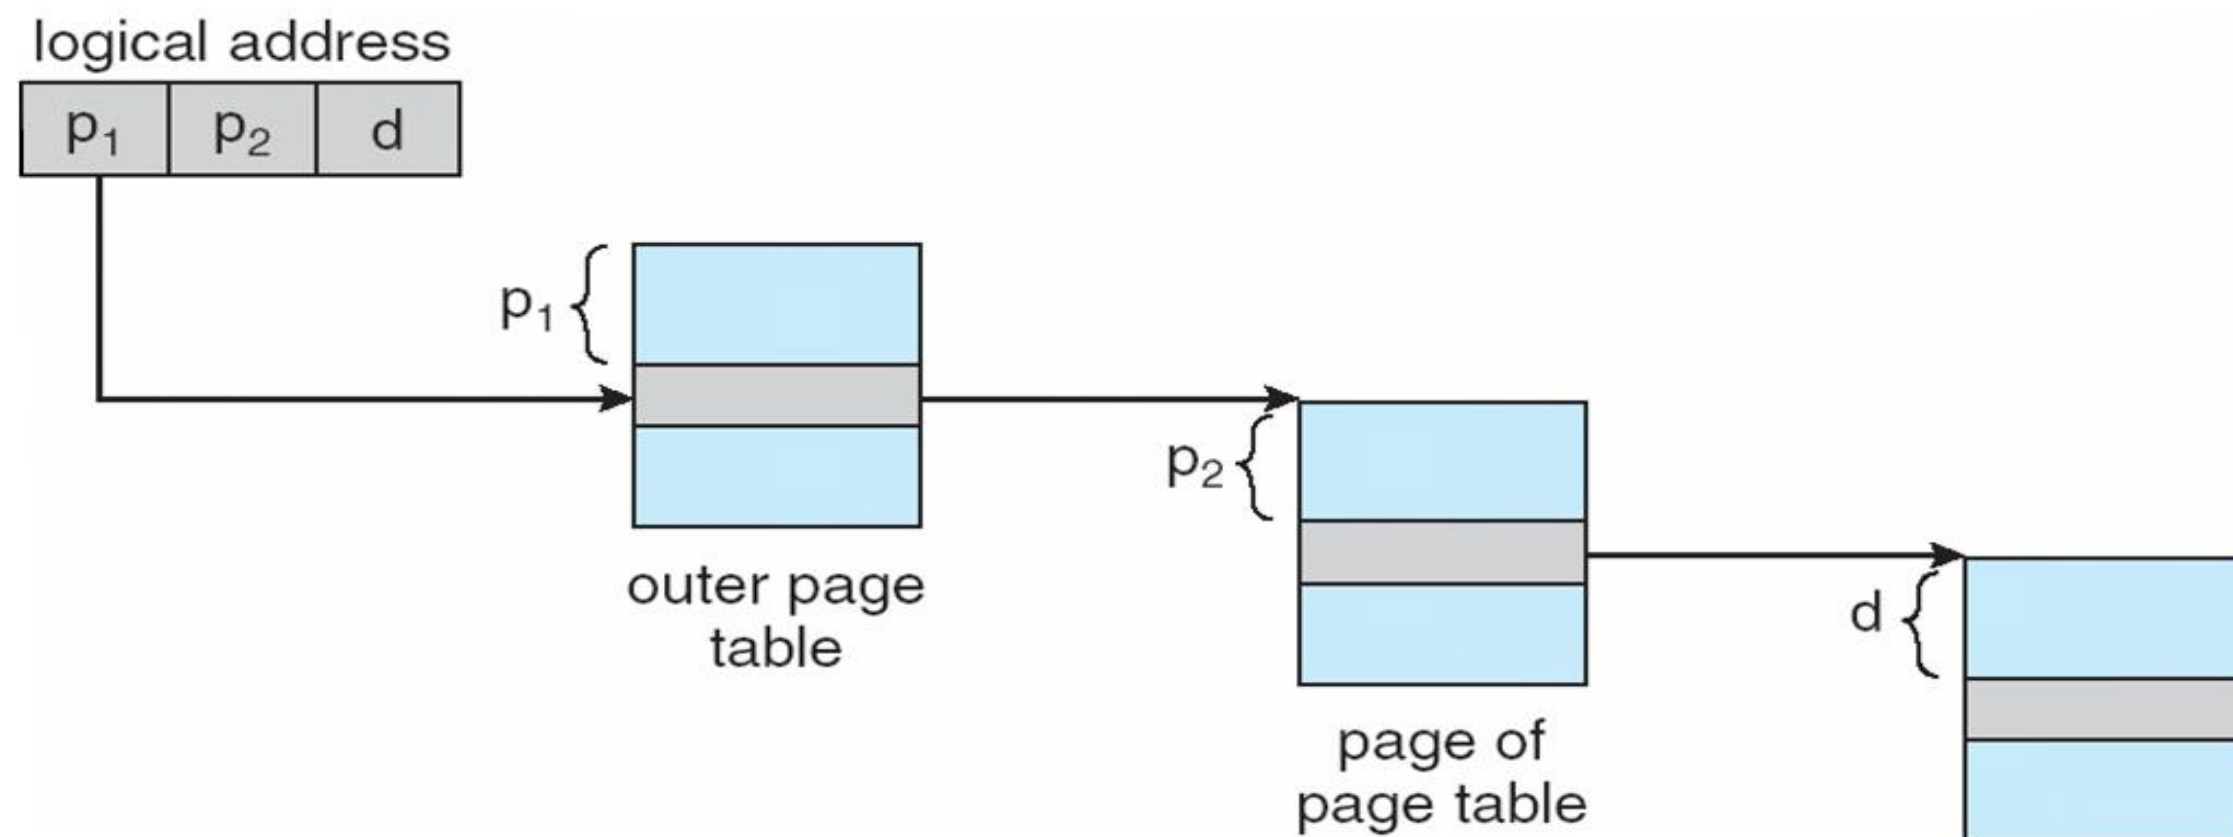 logical address
p₁ p₂ d
p₁
outer page
table
p₂
page of
page table
d